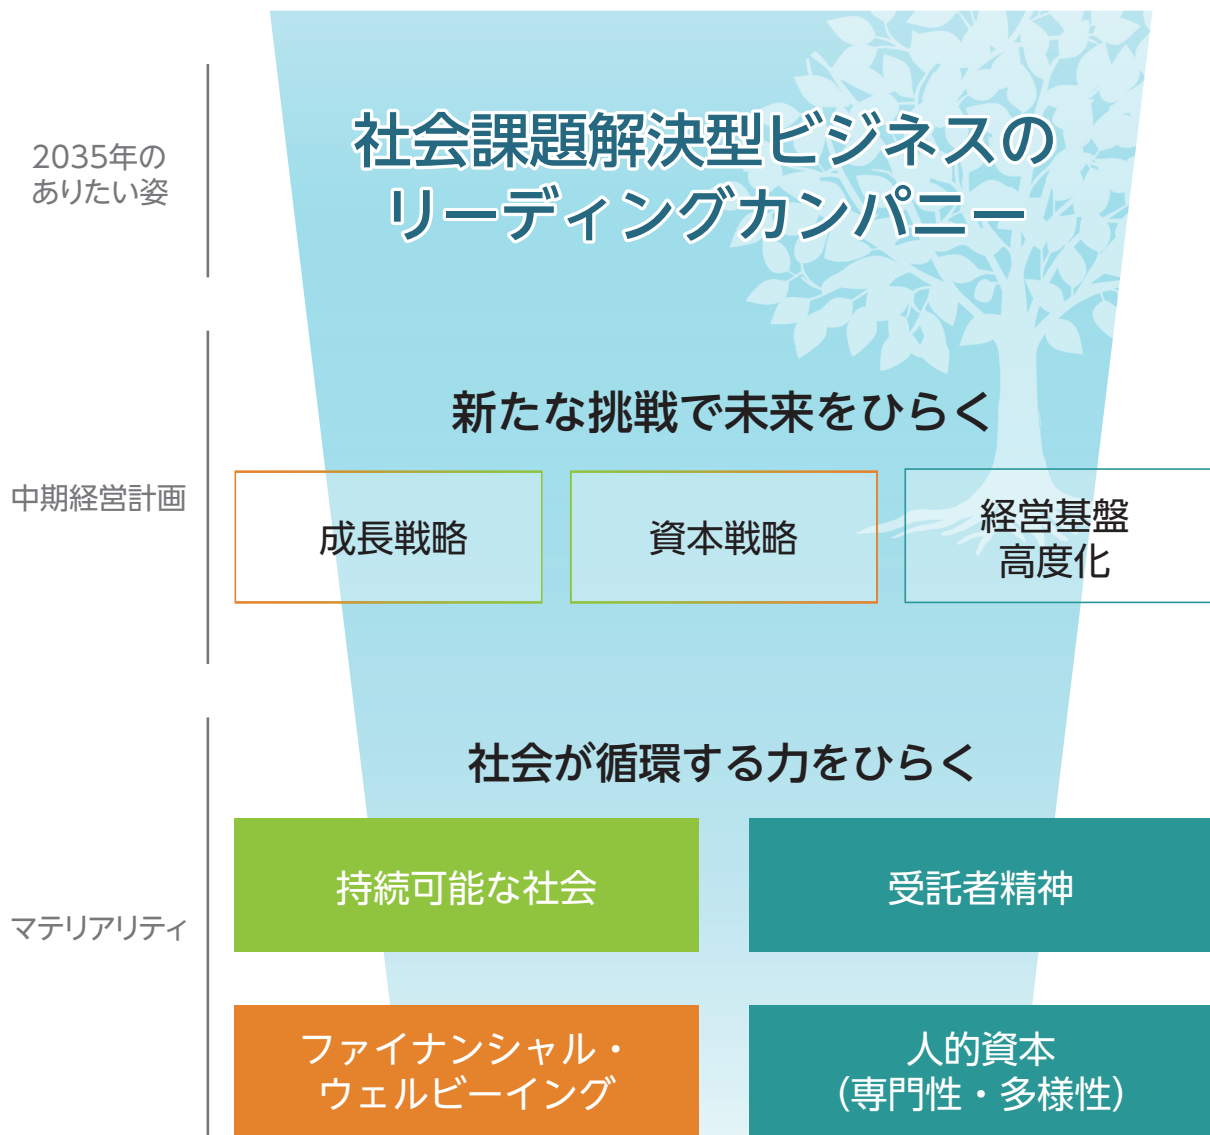 2035年の
ありたい姿
社会課題解決型ビジネスの
リーディングカンパニー
中期経営計画
新たな挑戦で未来をひらく
成長戦略
資本戦略
経営基盤
高度化
マテリアリティ
社会が循環する力をひらく
持続可能な社会
受託者精神
ファイナンシャル・
ウェルビーイング
人的資本
（専門性・多様性）